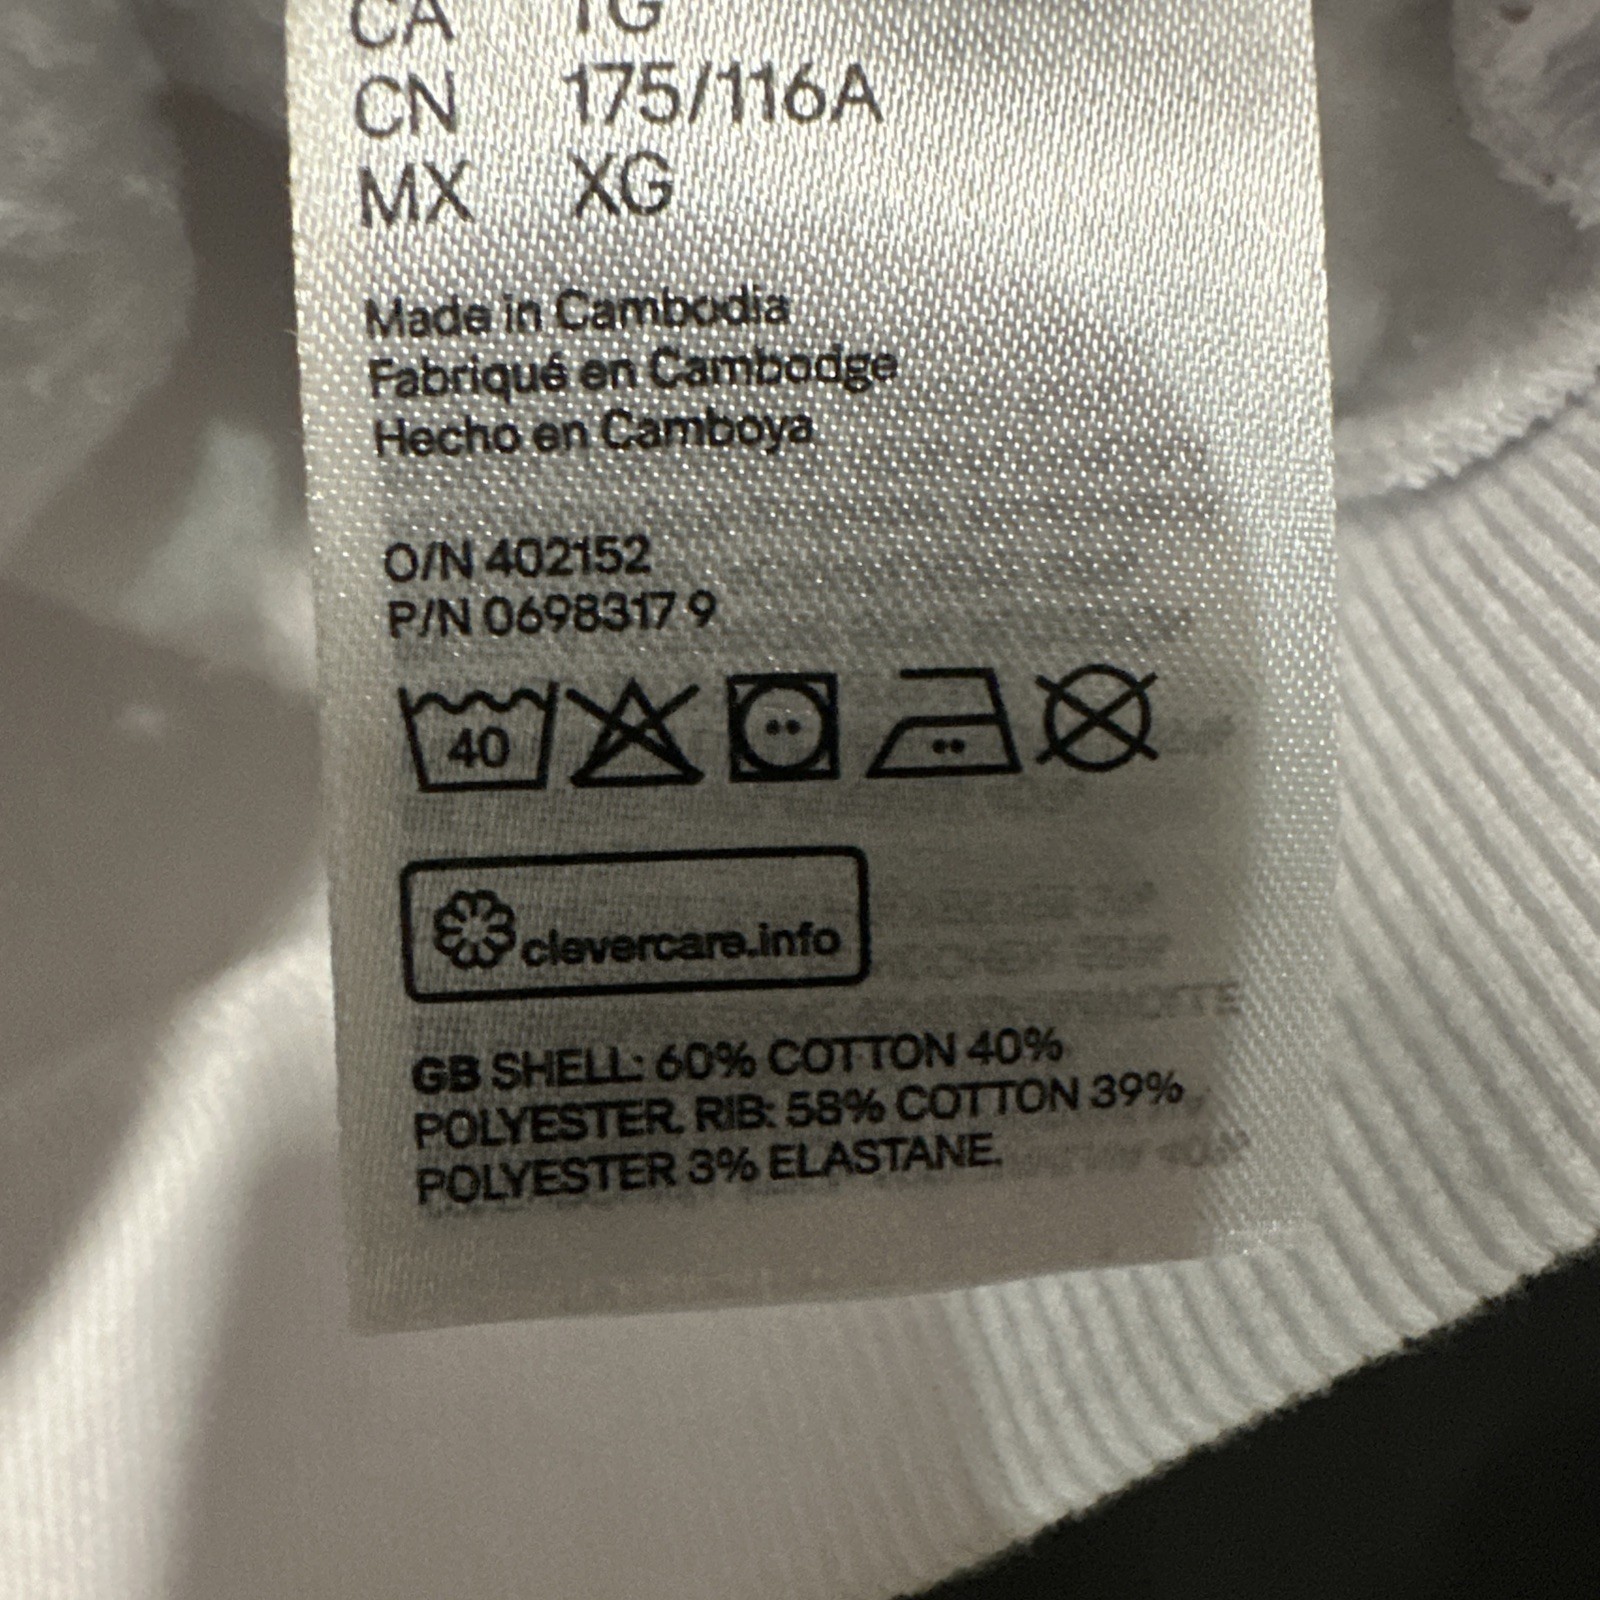 CA TG
CN 175/116A
MX XG
Made in Cambodia
Fabriqué en Cambodge
Hecho en Camboya
O/N 402152
P/N 0698317 9
40
clevercare.info
GB SHELL: 60% COTTON 40%
POLYESTER. RIB: 58% COTTON 39%
POLYESTER 3% ELASTANE.